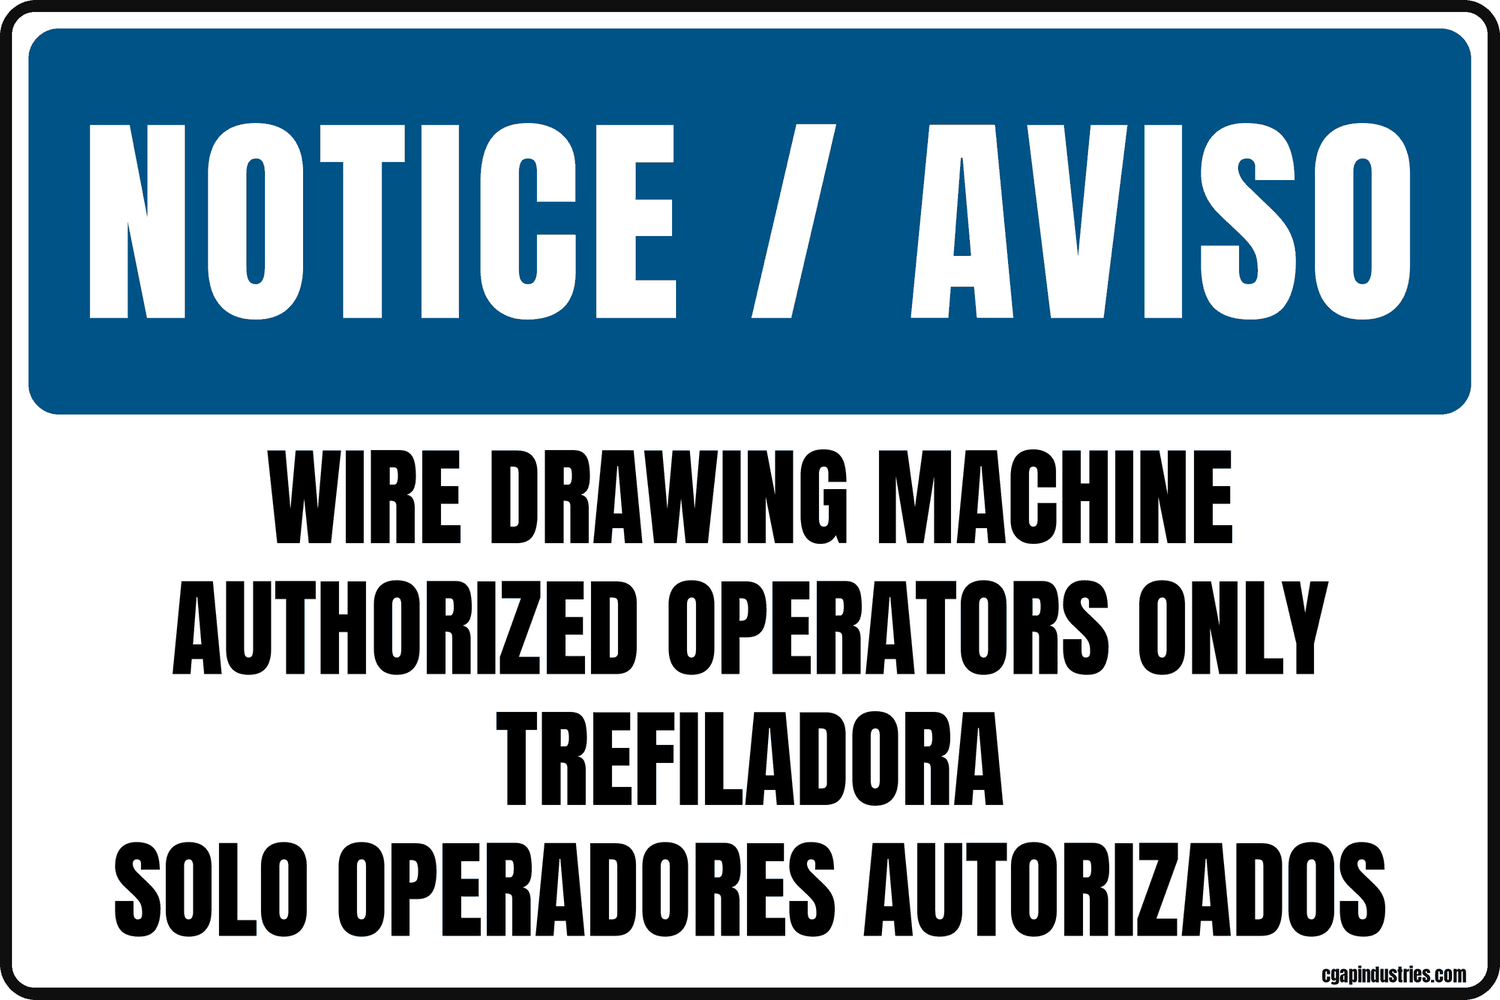 NOTICE / AVISO
WIRE DRAWING MACHINE
AUTHORIZED OPERATORS ONLY
TREFILADORA
SOLO OPERADORES AUTORIZADOS
cgapindustries.com